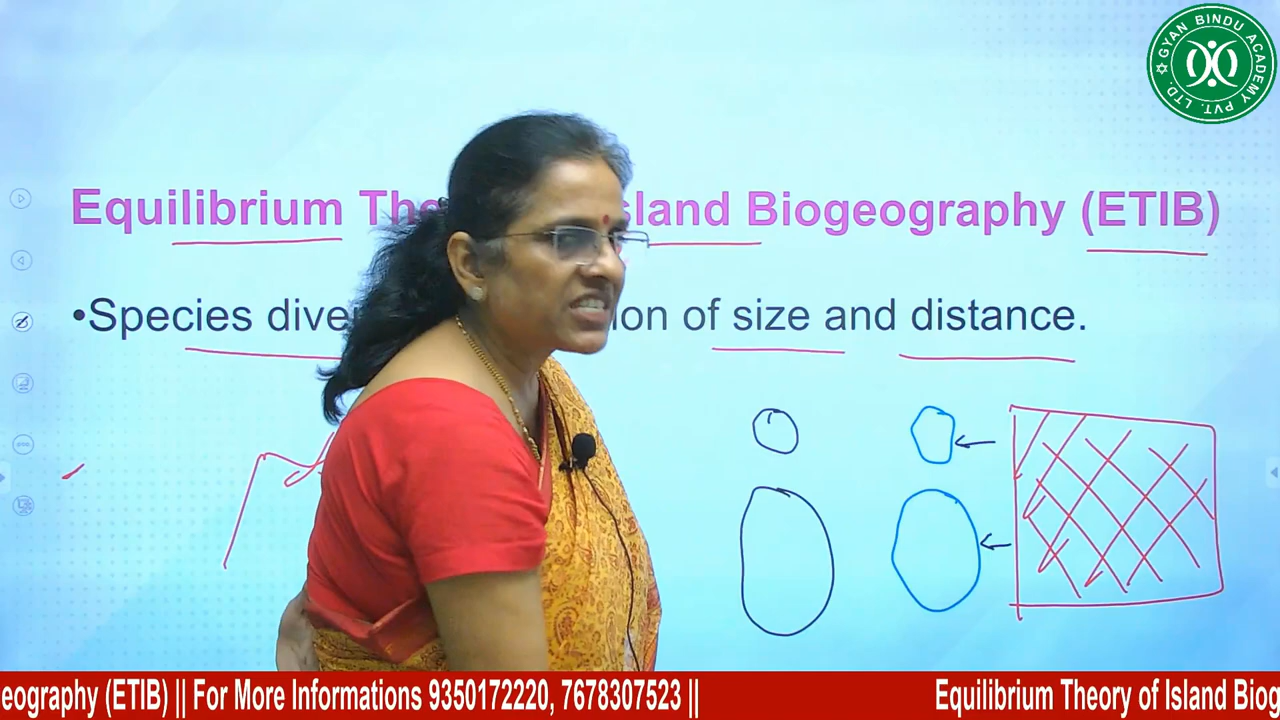 GYAN BINDU ACADEMY PVT. LTD.
Equilibrium The sland Biogeography (ETIB)
•Species dive ion of size and distance.
eography (ETIB) || For More Informations 9350172220, 7678307523 || Equilibrium Theory of Island Biog